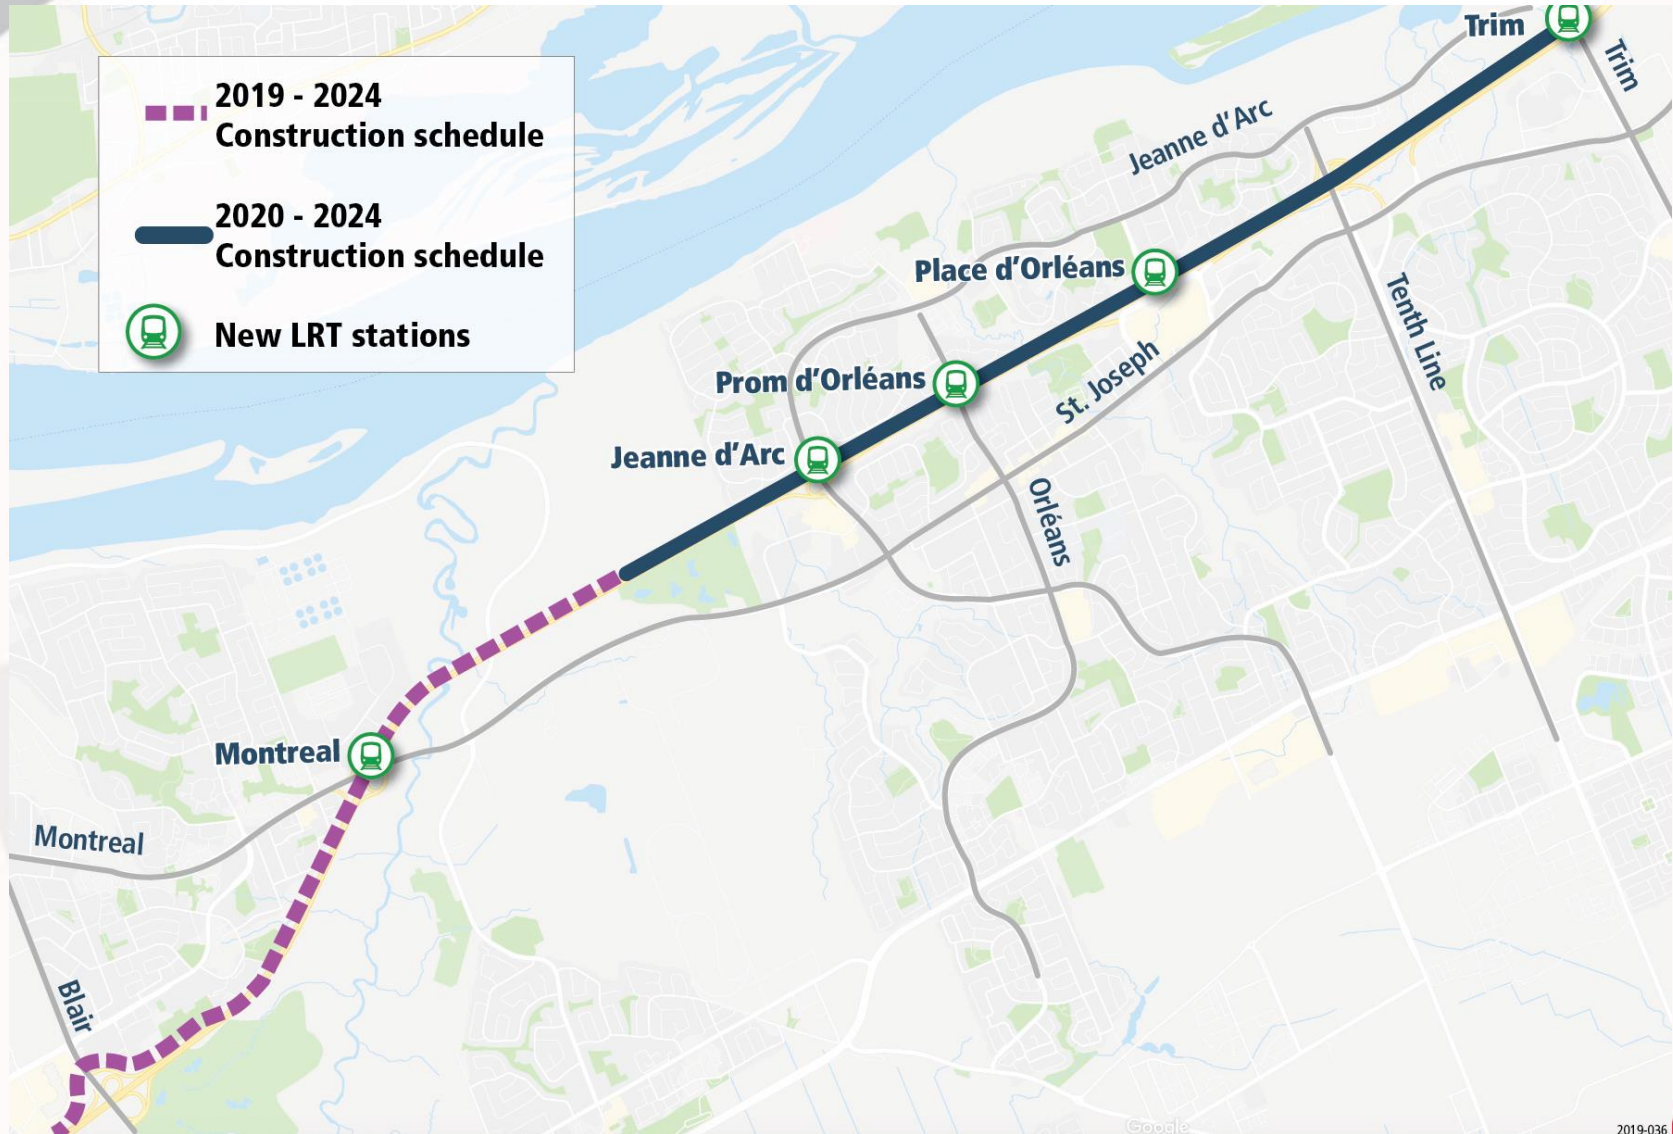 2019 - 2024
Construction schedule
2020 - 2024
Construction schedule
New LRT stations
Trim
Trim
Jeanne d'Arc
Place d'Orléans
Tenth Line
St. Joseph
Prom d'Orléans
Jeanne d'Arc
Orléans
Montreal
Montreal
Blair
Google
2019-036